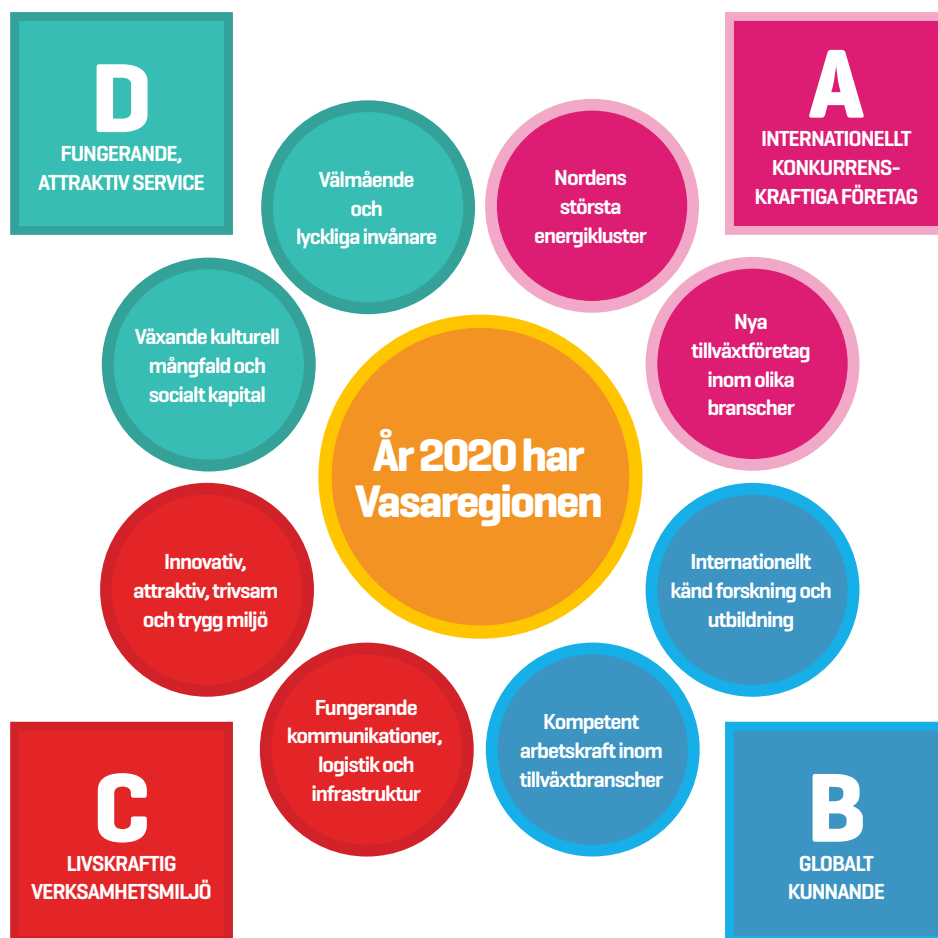 D
FUNGERANDE,
ATTRAKTIV SERVICE
A
INTERNATIONELLT
KONKURRENS-
KRAFTIGA FÖRETAG
Välmående
och
lyckliga invånare
Nordens
största
energikluster
Växande kulturell
mångfald och
socialt kapital
Nya
tillväxtföretag
inom olika
branscher
År 2020 har
Vasaregionen
Innovativ,
attraktiv, trivsam
och trygg miljö
Internationellt
känd forskning och
utbildning
Fungerande
kommunikationer,
logistik och
infrastruktur
Kompetent
arbetskraft inom
tillväxtbranscher
C
LIVSKRAFTIG
VERKSAMHETSMILJÖ
B
GLOBALT
KUNNANDE